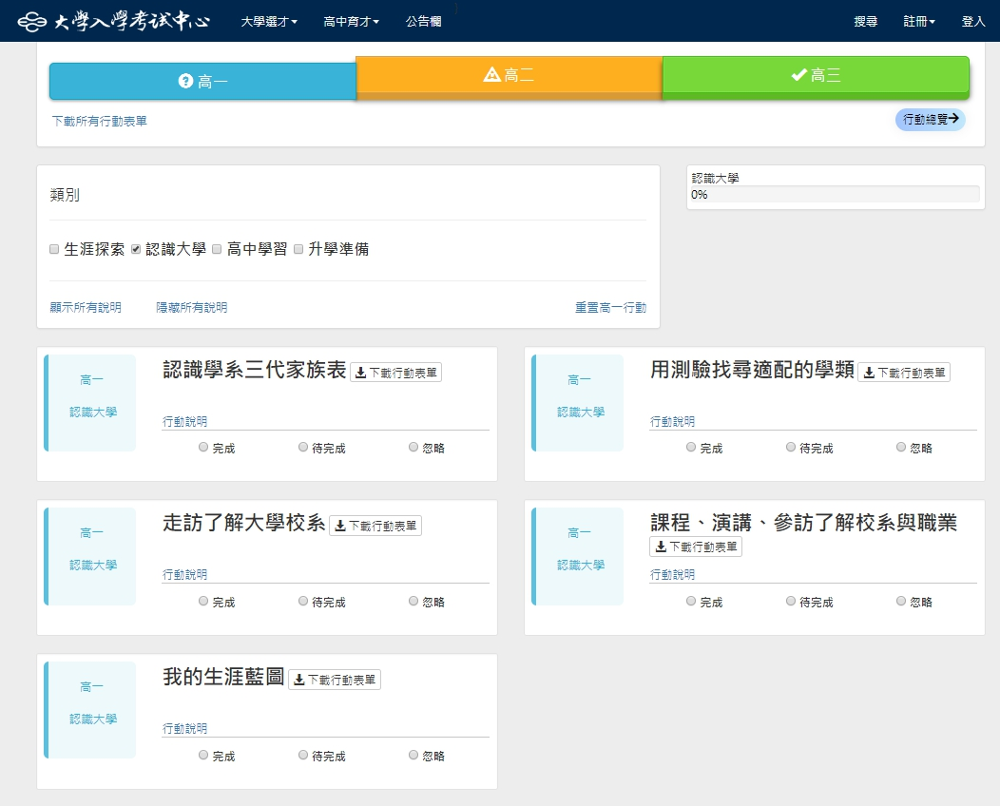 大學入學考試中心 大學選才 高中育才 公告欄 搜尋 註冊 登入
高一 高二 高三
下載所有行動表單 行動總覽
類別
認識大學
0%
生涯探索 認識大學 高中學習 升學準備
顯示所有說明 隱藏所有說明 重置高一行動
高一
認識大學
認識學系三代家族表 下載行動表單
行動說明
完成 待完成 忽略
高一
認識大學
用測驗找尋適配的學類 下載行動表單
行動說明
完成 待完成 忽略
高一
認識大學
走訪了解大學校系 下載行動表單
行動說明
完成 待完成 忽略
高一
認識大學
課程、演講、參訪了解校系與職業
下載行動表單
行動說明
完成 待完成 忽略
高一
認識大學
我的生涯藍圖 下載行動表單
行動說明
完成 待完成 忽略